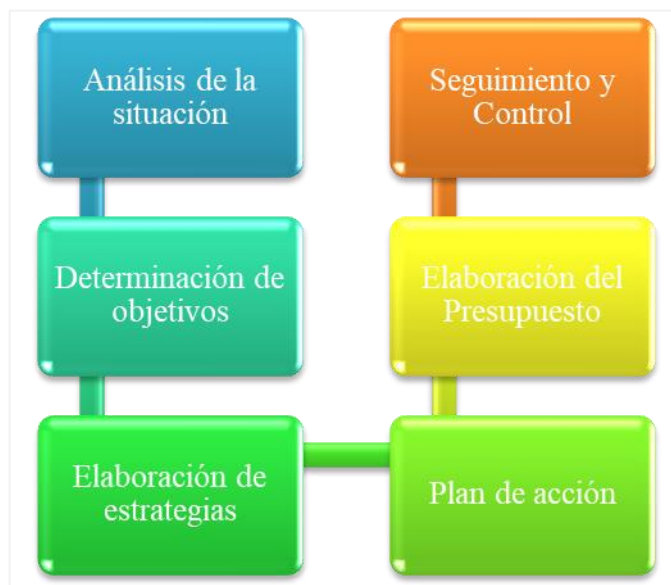 Análisis de la
situación
Determinación de
objetivos
Elaboración de
estrategias
Plan de acción
Elaboración del
Presupuesto
Seguimiento y
Control